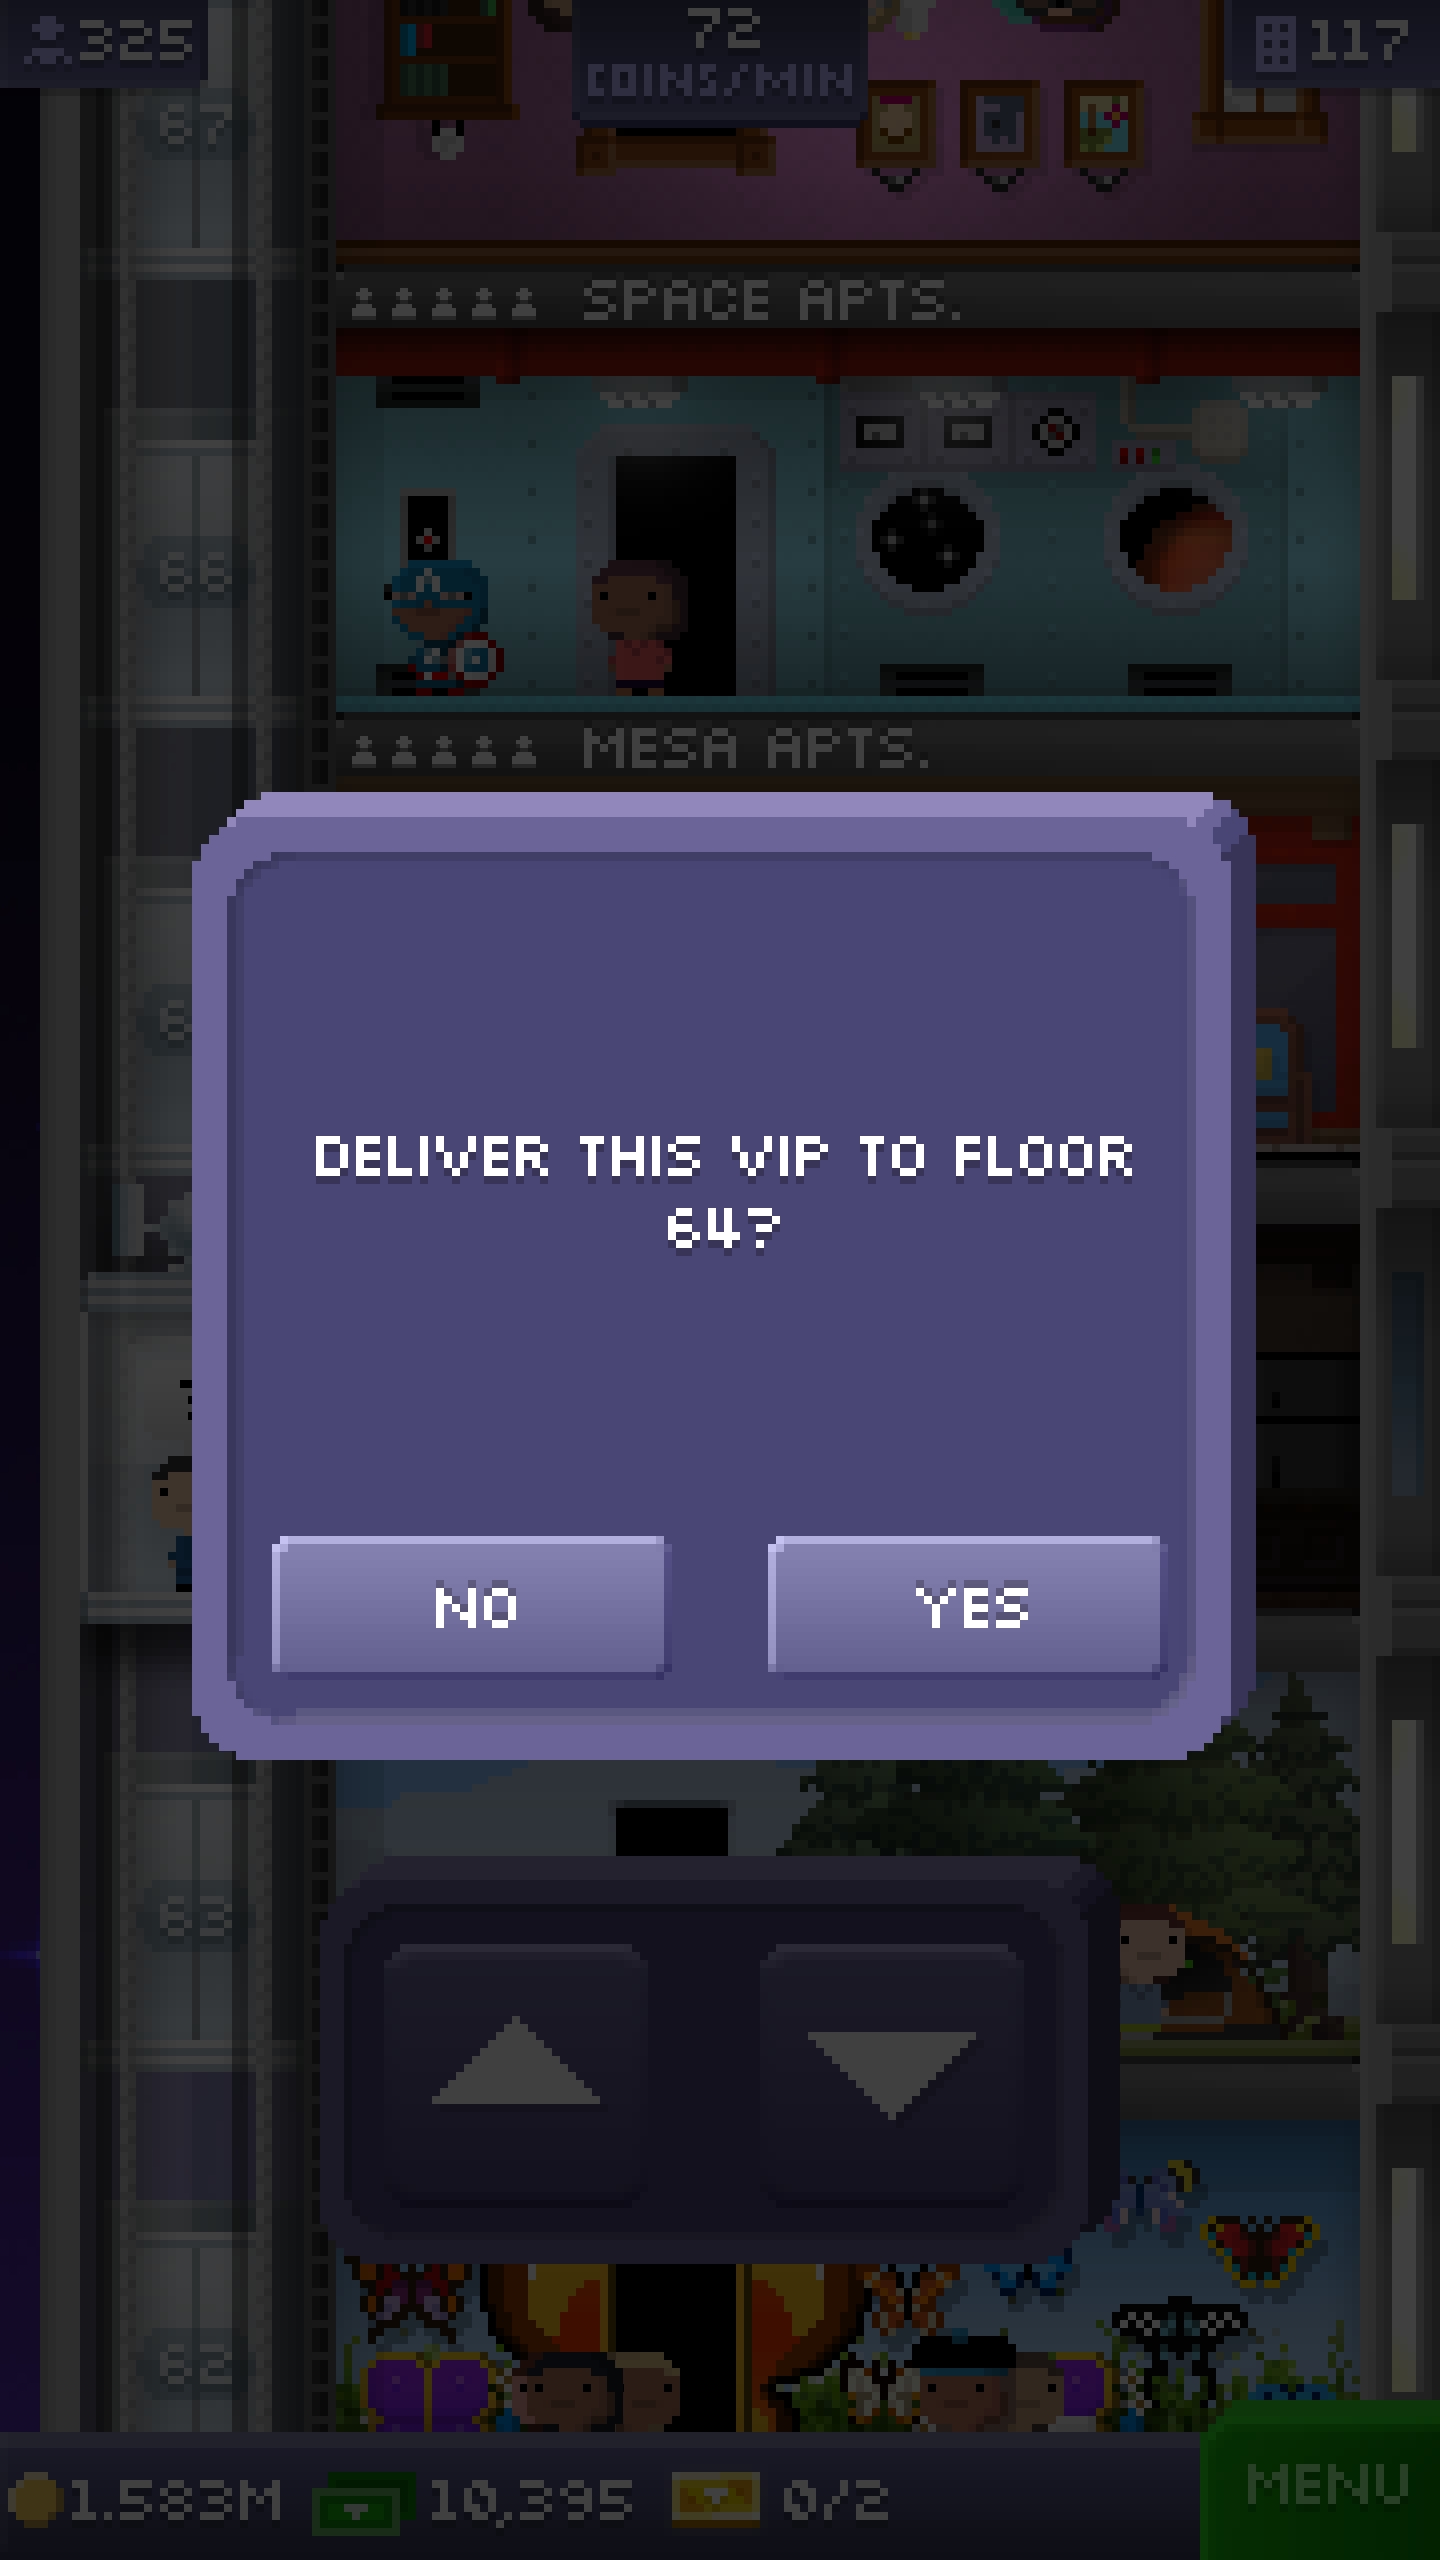 325
72
COINS/MIN
117
87
SPACE APTS.
88
MESA APTS.
DELIVER THIS VIP TO FLOOR
64?
NO
YES
83
82
1.583M
10,395
0/2
MENU